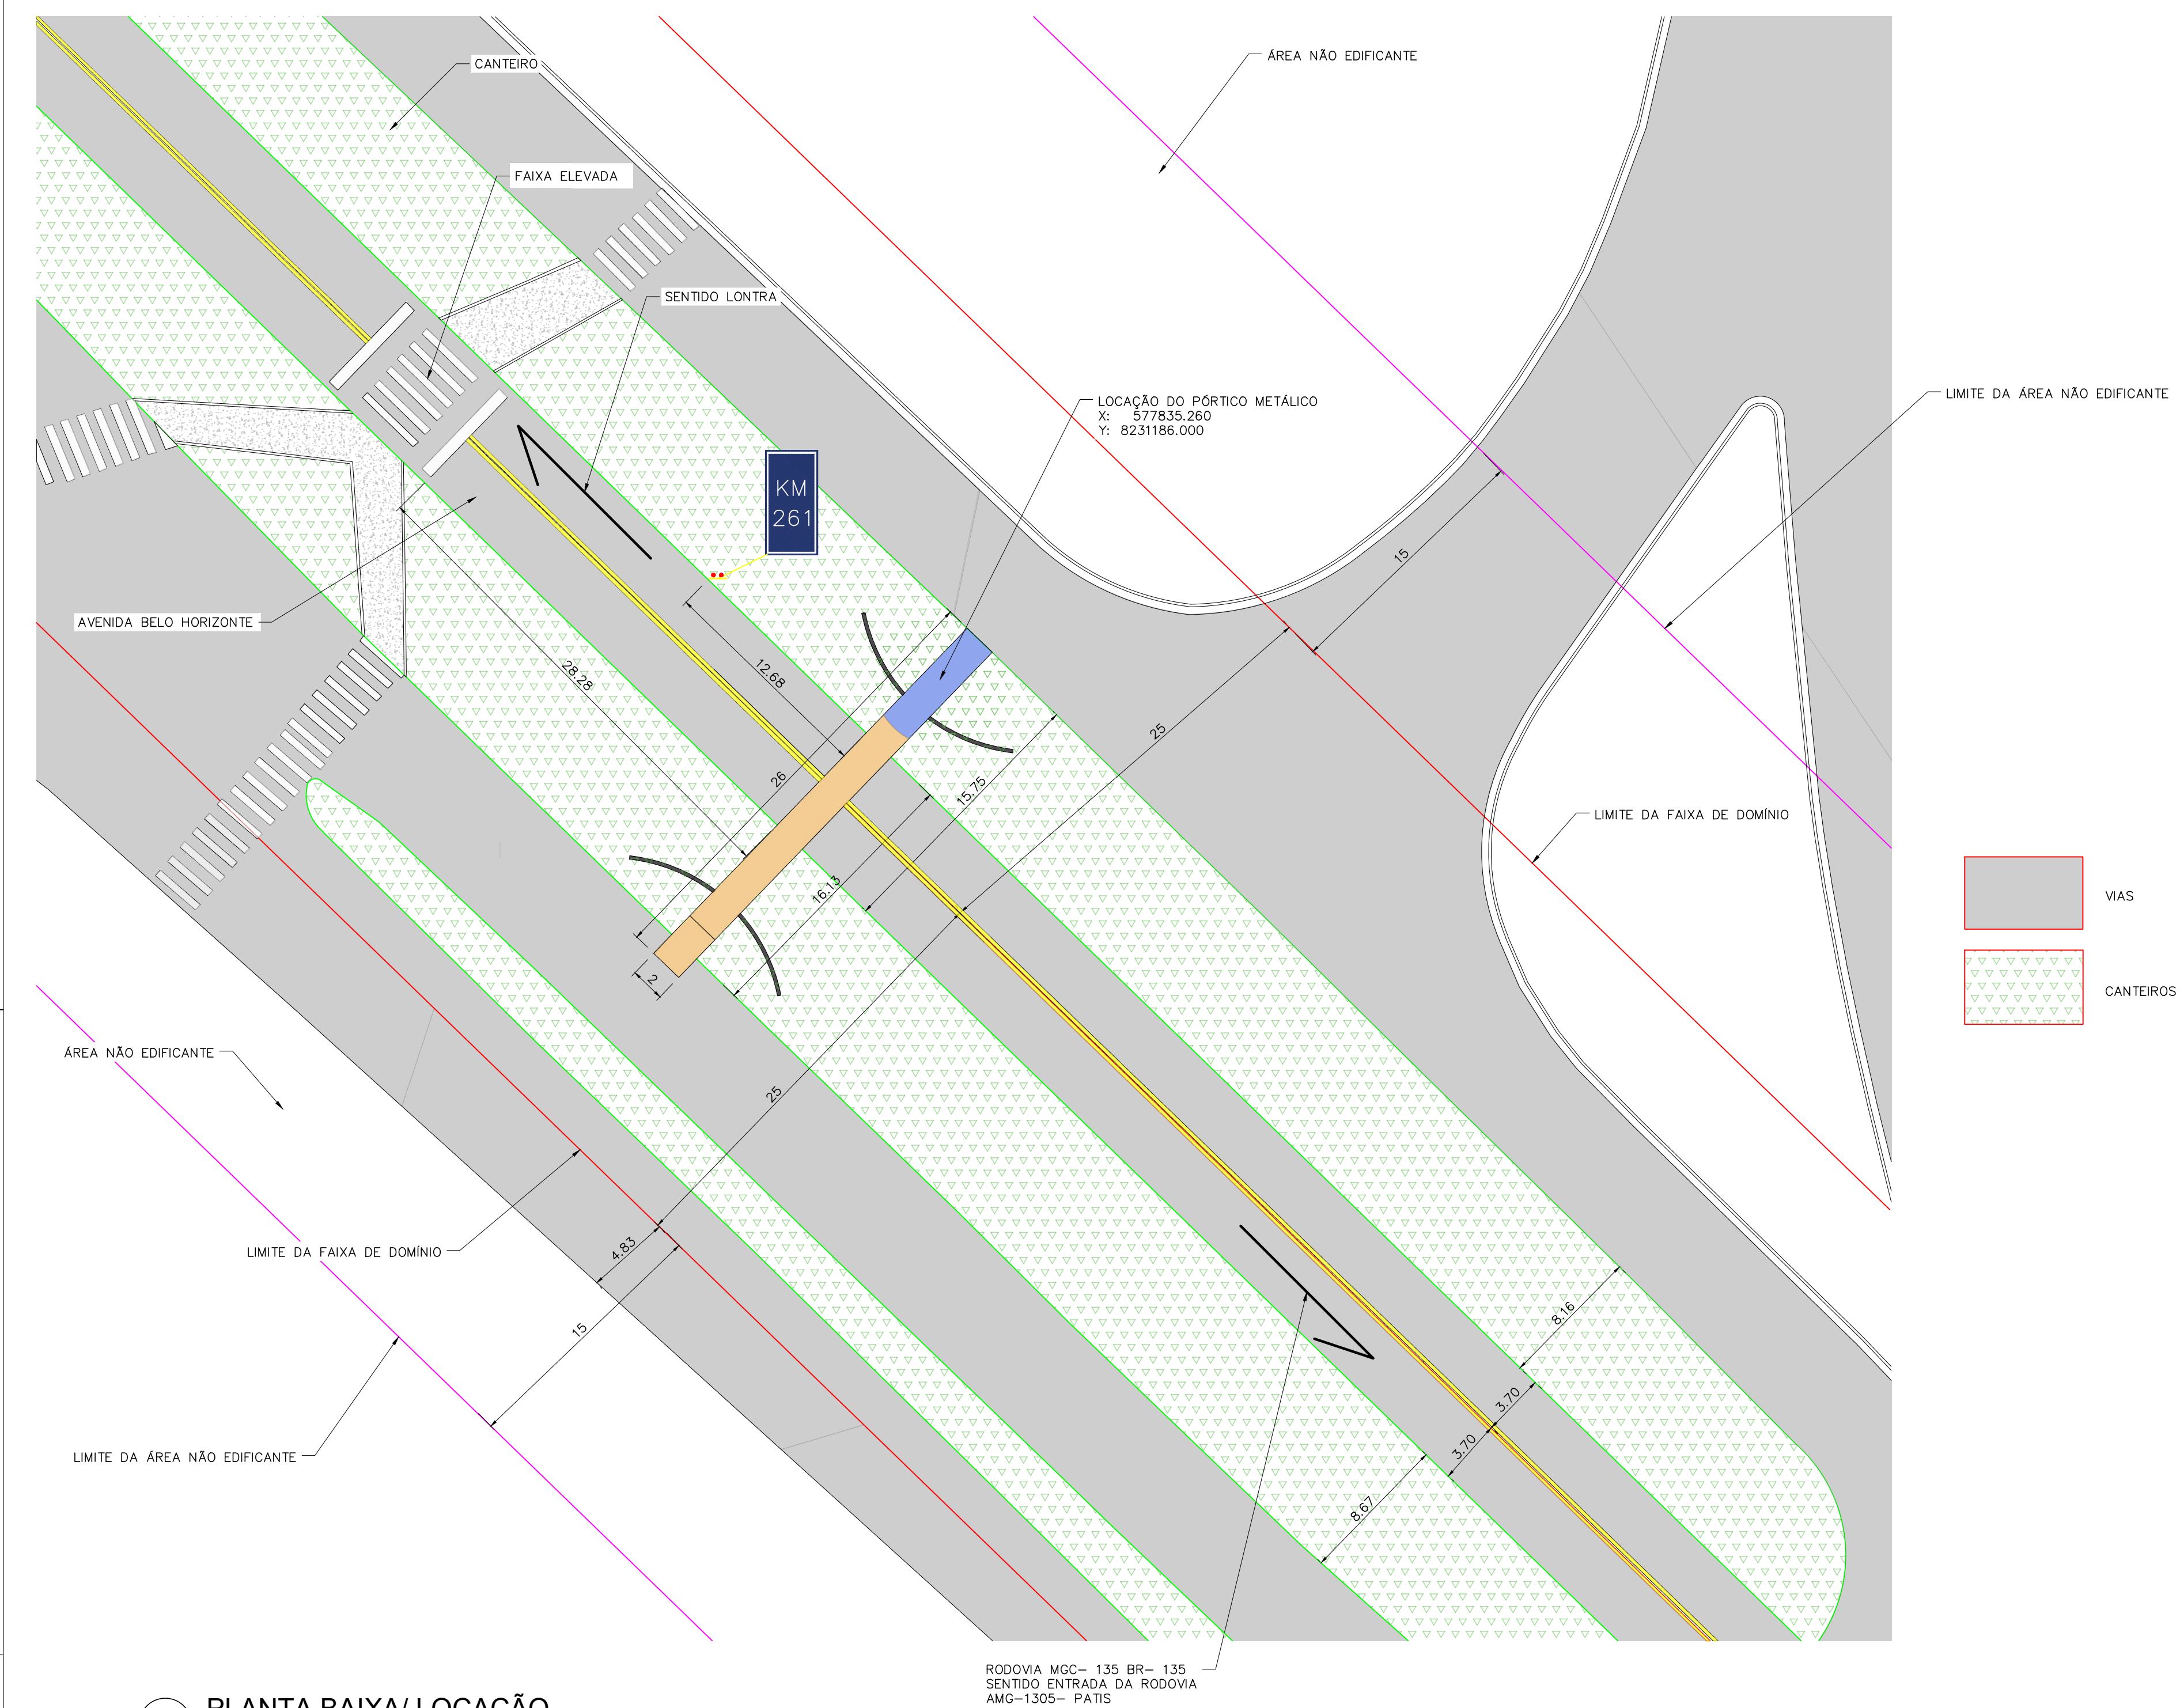 CANTEIRO
ÁREA NÃO EDIFICANTE
FAIXA ELEVADA
SENTIDO LONTRA
LOCAÇÃO DO PÓRTICO METÁLICO
X: 577835.260
Y: 8231186.000
LIMITE DA ÁREA NÃO EDIFICANTE
KM
261
15
AVENIDA BELO HORIZONTE
28.28
12.68
25
26
15.75
LIMITE DA FAIXA DE DOMÍNIO
16.13
VIAS
2
CANTEIROS
ÁREA NÃO EDIFICANTE
25
LIMITE DA FAIXA DE DOMÍNIO
4.83
15
8.16
3.70
3.70
LIMITE DA ÁREA NÃO EDIFICANTE
8.67
RODOVIA MGC- 135 BR- 135
SENTIDO ENTRADA DA RODOVIA
AMG-1305- PATIS
PLANTA BAIXA/ LOCAÇÃO